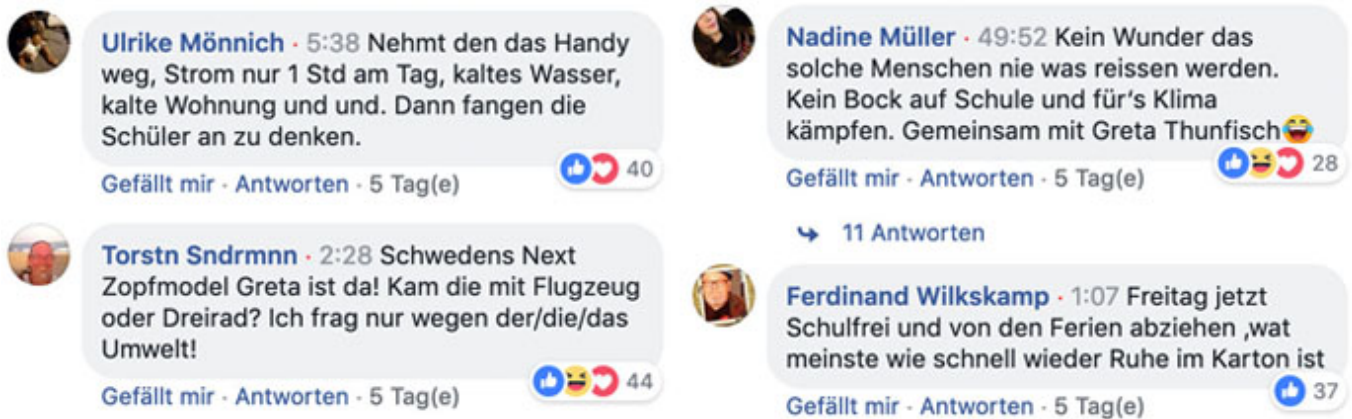 Ulrike Mönnich · 5:38 Nehmt den das Handy
weg, Strom nur 1 Std am Tag, kaltes Wasser,
kalte Wohnung und und. Dann fangen die
Schüler an zu denken.
40
Gefällt mir · Antworten · 5 Tag(e)
Torstn Sndrmnn · 2:28 Schwedens Next
Zopfmodel Greta ist da! Kam die mit Flugzeug
oder Dreirad? Ich frag nur wegen der/die/das
Umwelt!
44
Gefällt mir · Antworten · 5 Tag(e)
Nadine Müller · 49:52 Kein Wunder das
solche Menschen nie was reissen werden.
Kein Bock auf Schule und für's Klima
kämpfen. Gemeinsam mit Greta Thunfisch😂
28
Gefällt mir · Antworten · 5 Tag(e)
11 Antworten
Ferdinand Wilkskamp · 1:07 Freitag jetzt
Schulfrei und von den Ferien abziehen ,wat
meinste wie schnell wieder Ruhe im Karton ist
37
Gefällt mir · Antworten · 5 Tag(e)